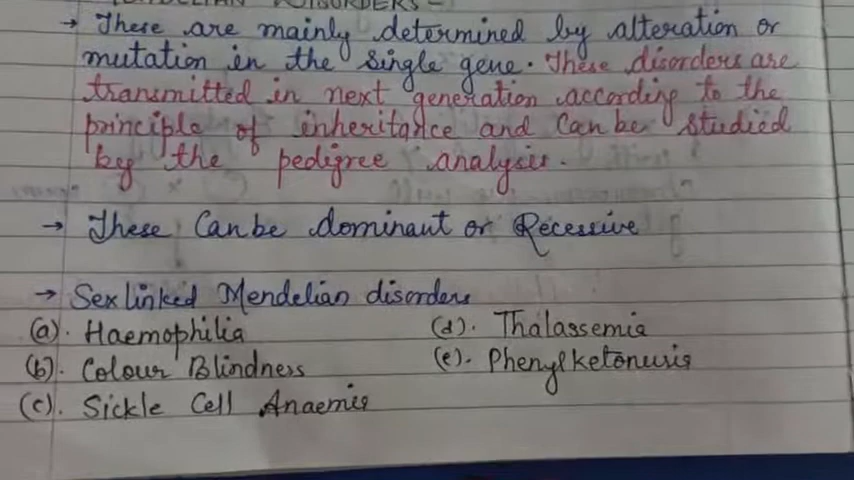 MENDELIAN DISORDERS -
→ These are mainly determined by alteration or
mutation in the single gene. These disorders are
transmitted in next generation according to the
principle of inheritance and can be studied
by the pedigree analysis.
→ These can be dominant or Recessive
→ Sex linked Mendelian disorders
(a). Haemophilia (d). Thalassemia
(b). Colour Blindness (e). Phenylketonuria
(c). Sickle Cell Anaemia